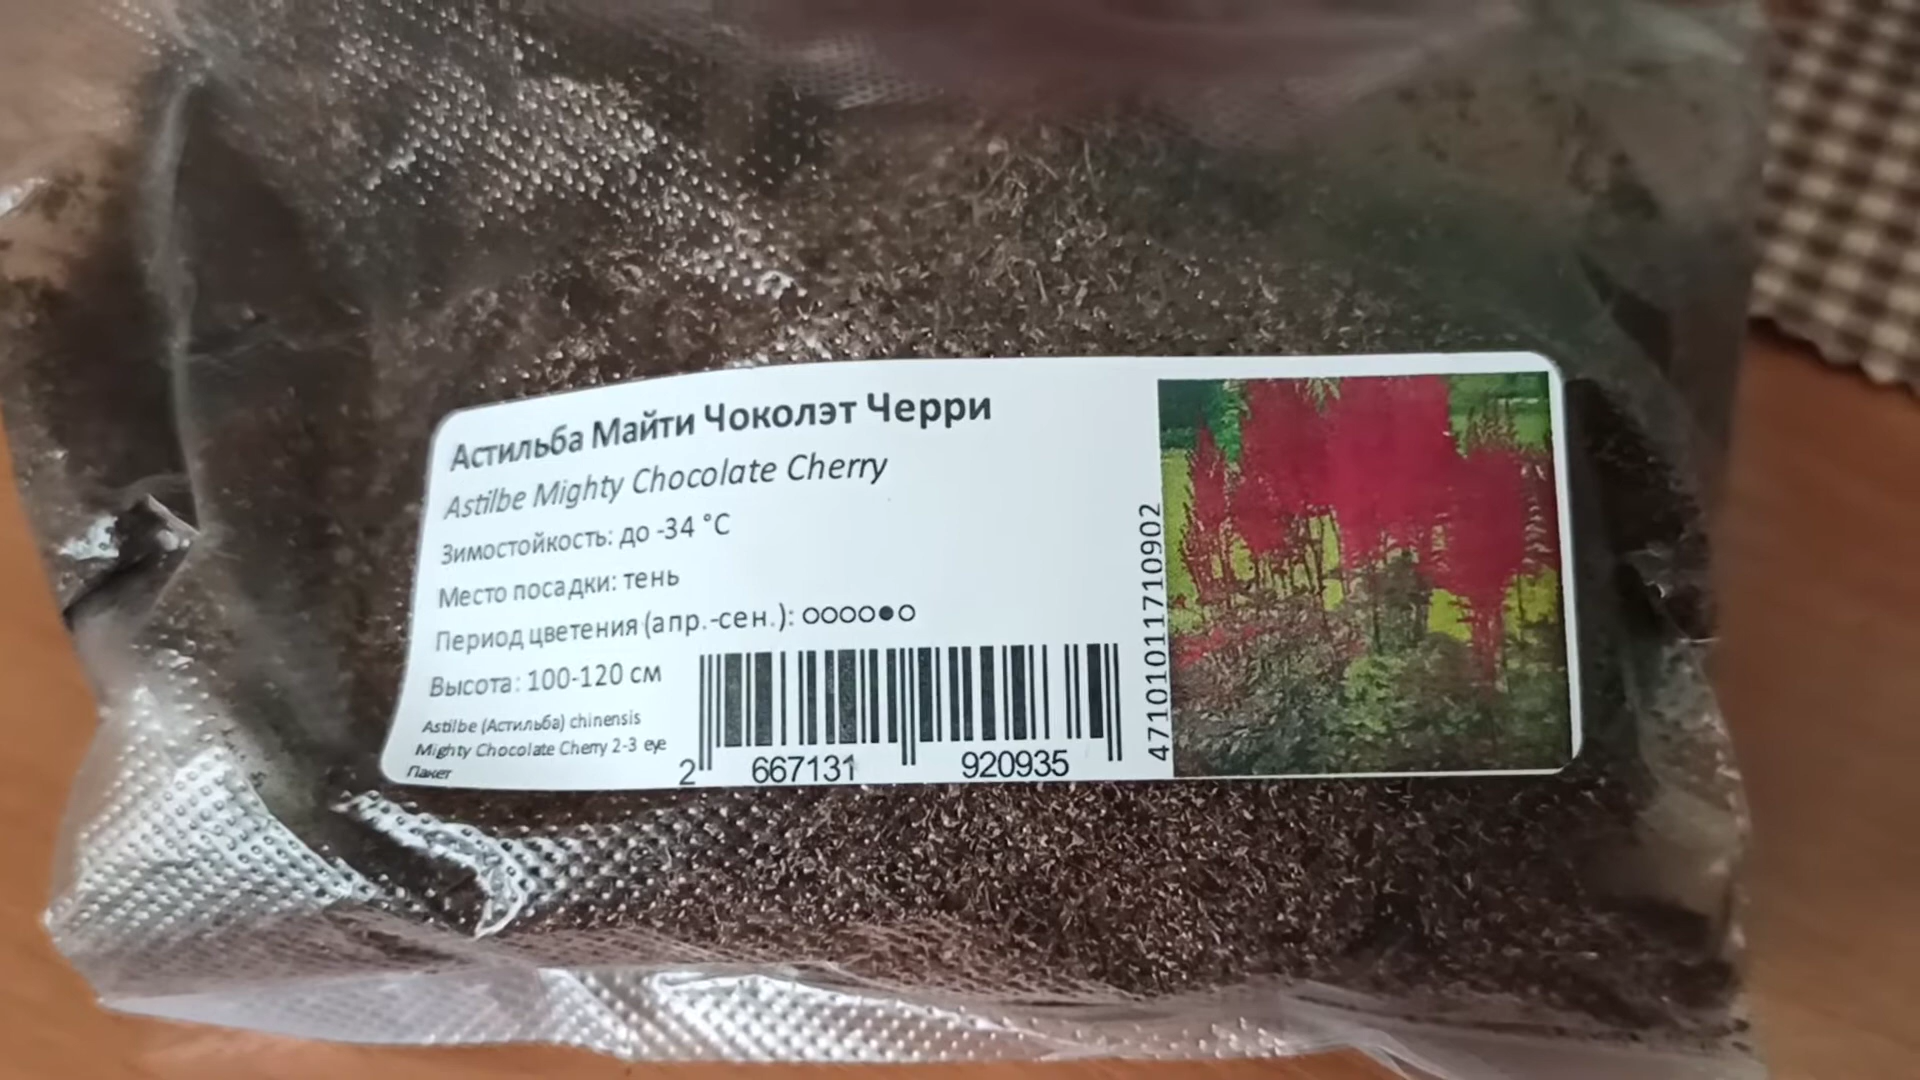 Астильба Майти Чоколэт Черри
Astilbe Mighty Chocolate Cherry
Зимостойкость: до -34 °C
Место посадки: тень
Период цветения (апр.-сен.): оооо●о
Высота: 100-120 см
Astilbe (Астильба) chinensis
Mighty Chocolate Cherry 2-3 eye
Пакет
2 667131 920935
4710101171090​2